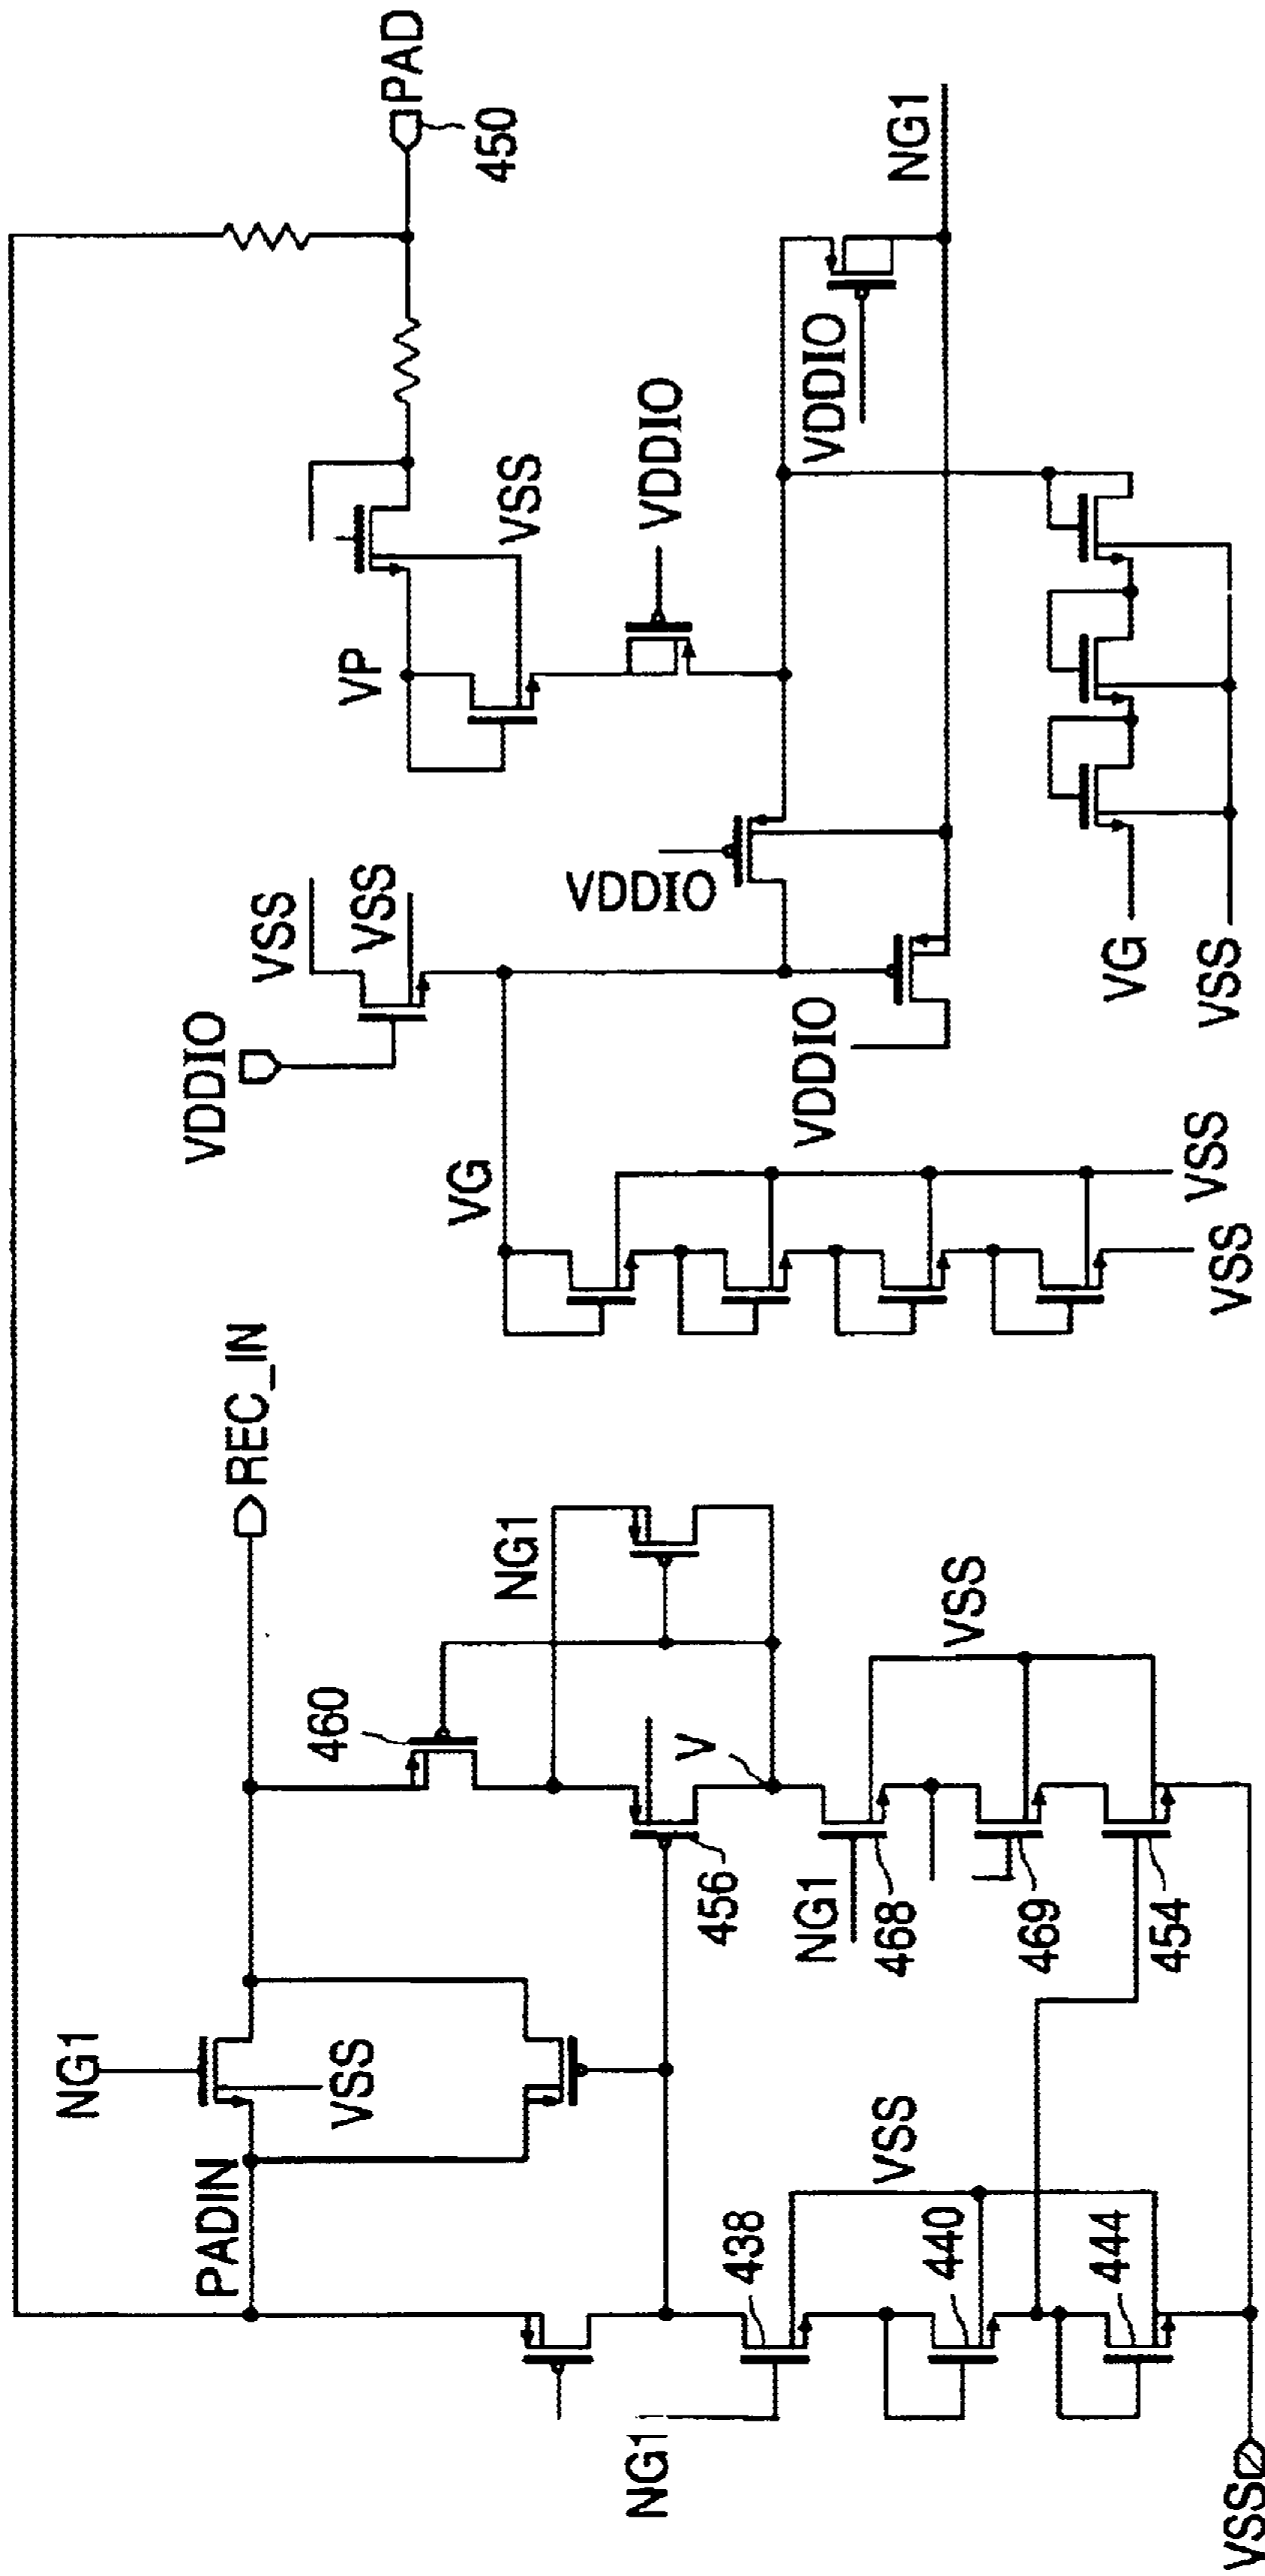 PAD
450
VSS
VP
VDDIO
NG1
VDDIO
VDDIO
VSS
VSS
VDDIO
VDDIO
VG
VSS
VG
VSS
VSS
REC_IN
460
NG1
V
456
VSS
NG1
468
469
454
NG1
VSS
PADIN
VSS
438
440
444
NG1
VSS